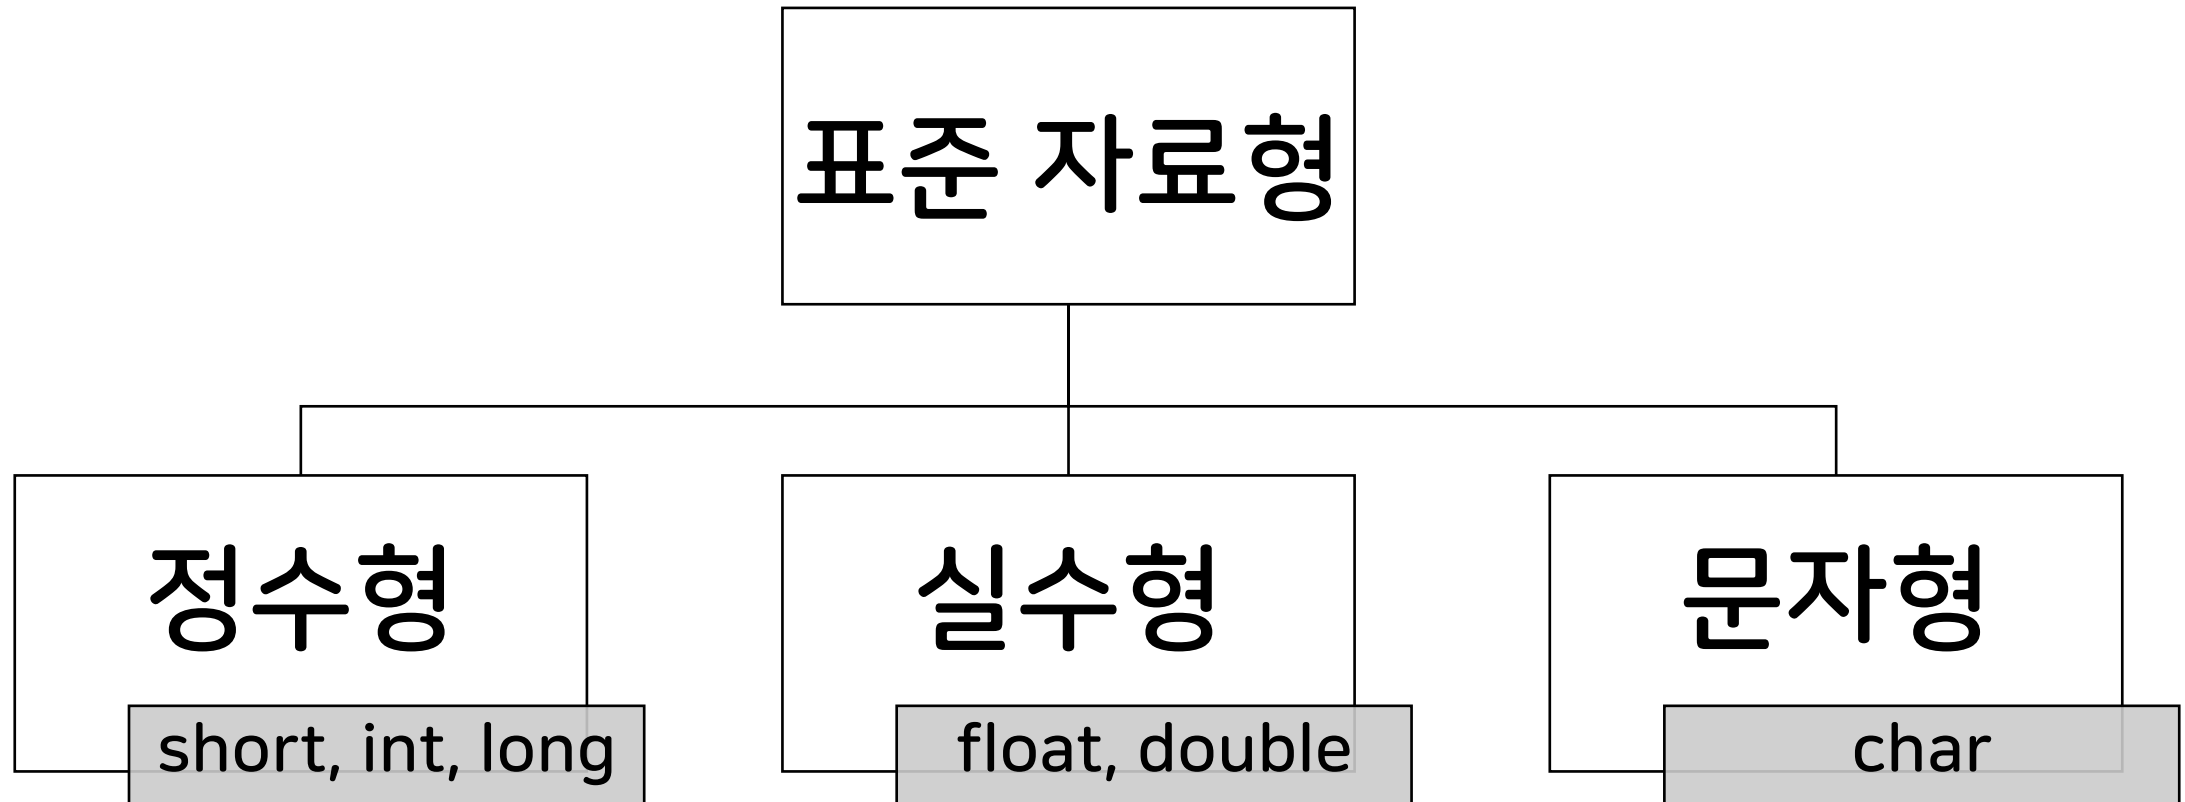 표준 자료형
정수형
short, int, long
실수형
float, double
문자형
char